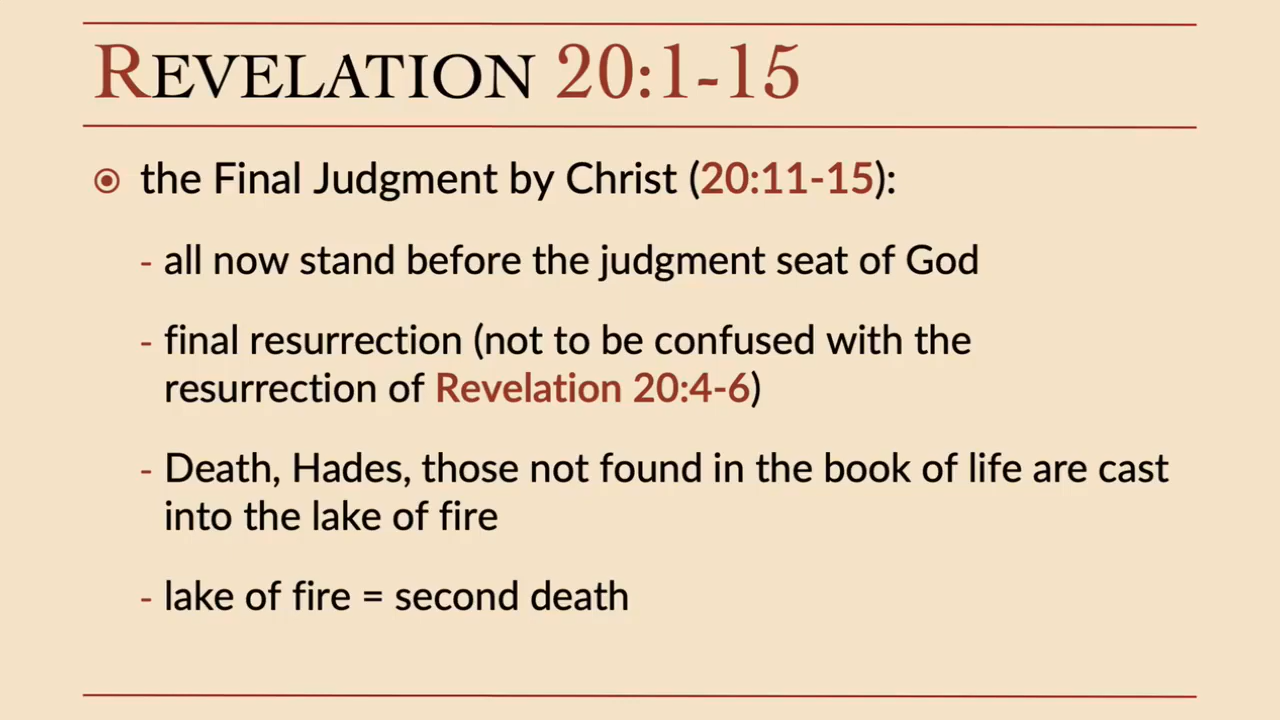 REVELATION 20:1-15
the Final Judgment by Christ (20:11-15):
- all now stand before the judgment seat of God
- final resurrection (not to be confused with the
resurrection of Revelation 20:4-6)
- Death, Hades, those not found in the book of life are cast
into the lake of fire
- lake of fire = second death